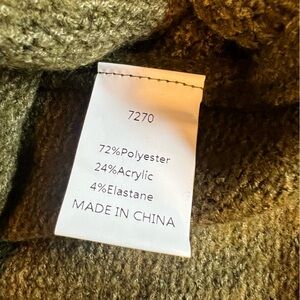 7270
72%Polyester
24%Acrylic
4%Elastane
MADE IN CHINA